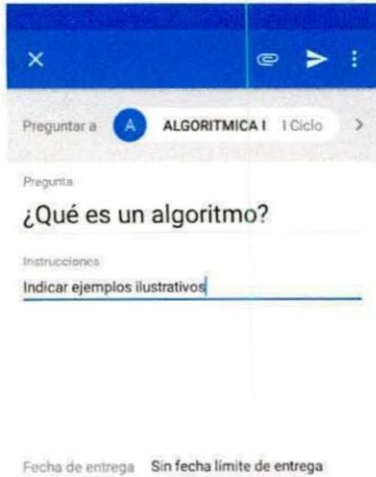 Preguntar a A ALGORITMICA I I Ciclo
Pregunta
¿Qué es un algoritmo?
Instrucciones
Indicar ejemplos ilustrativos
Fecha de entrega Sin fecha límite de entrega